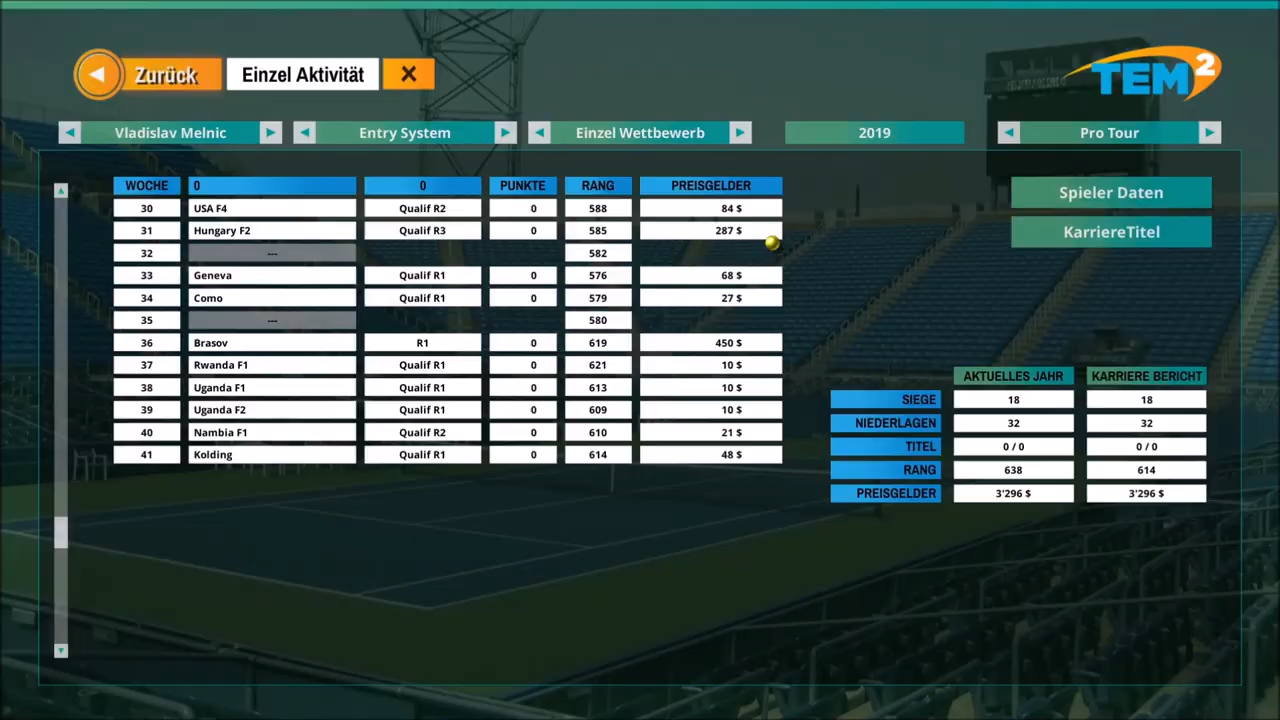 Zurück
Einzel Aktivität
X
TEM2
Vladislav Melnic
Entry System
Einzel Wettbewerb
2019
Pro Tour
WOCHE 0 0 PUNKTE RANG PREISGELDER
30 USA F4 Qualif R2 0 588 84 $
31 Hungary F2 Qualif R3 0 585 287 $
32 --- 582
33 Geneva Qualif R1 0 576 68 $
34 Como Qualif R1 0 579 27 $
35 --- 580
36 Brasov R1 0 619 450 $
37 Rwanda F1 Qualif R1 0 621 10 $
38 Uganda F1 Qualif R1 0 613 10 $
39 Uganda F2 Qualif R1 0 609 10 $
40 Nambia F1 Qualif R2 0 610 21 $
41 Kolding Qualif R1 0 614 48 $
Spieler Daten
KarriereTitel
AKTUELLES JAHR KARRIERE BERICHT
SIEGE 18 18
NIEDERLAGEN 32 32
TITEL 0 / 0 0 / 0
RANG 638 614
PREISGELDER 3'296 $ 3'296 $